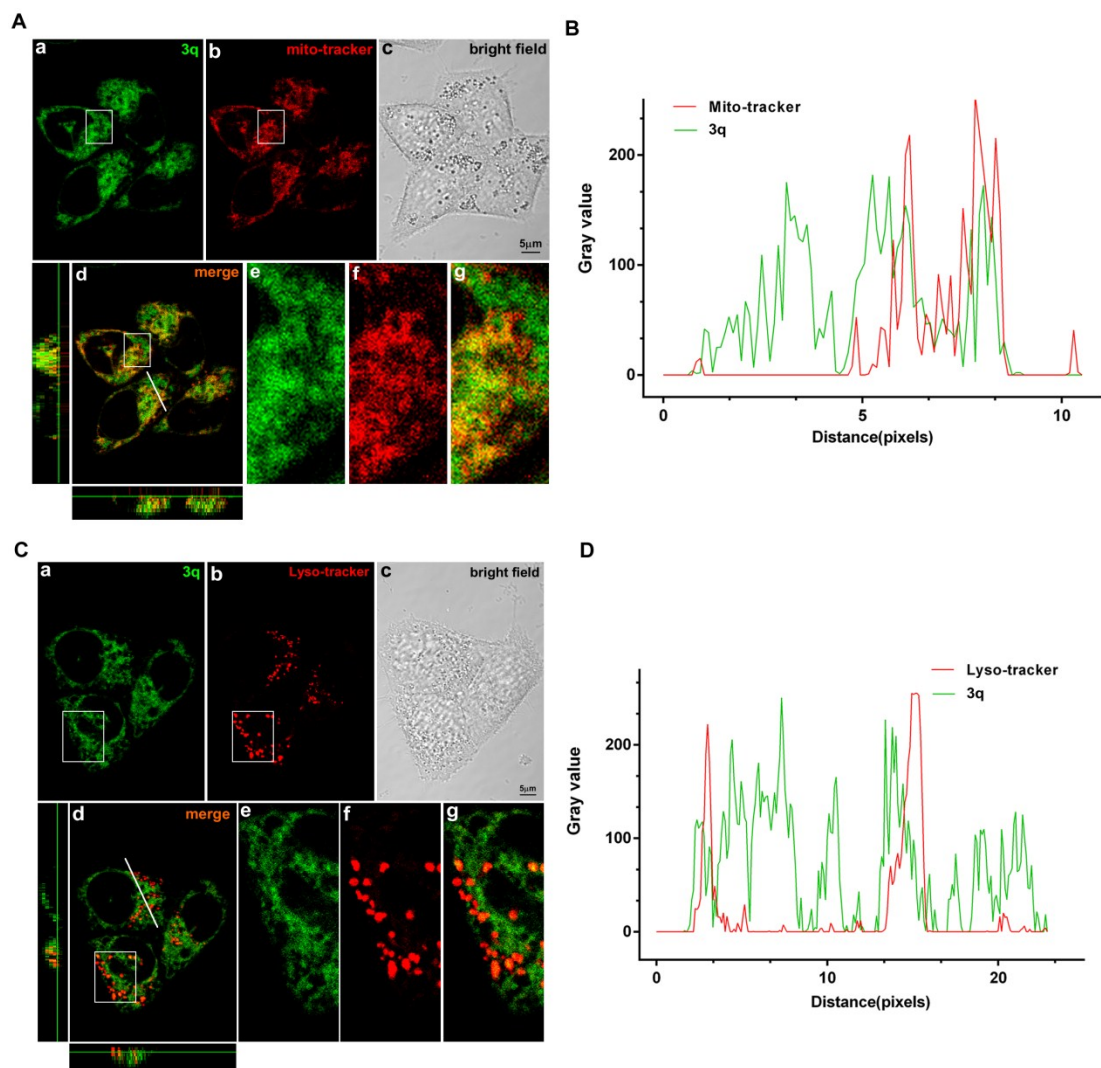 A
a 3q
b mito-tracker
c bright field
5µm
d merge
e
f
g
B
Mito-tracker
3q
Gray value
200
100
0
0 5 10
Distance(pixels)
C
a 3q
b Lyso-tracker
c bright field
5µm
d merge
e
f
g
D
Lyso-tracker
3q
Gray value
200
100
0
0 10 20
Distance(pixels)